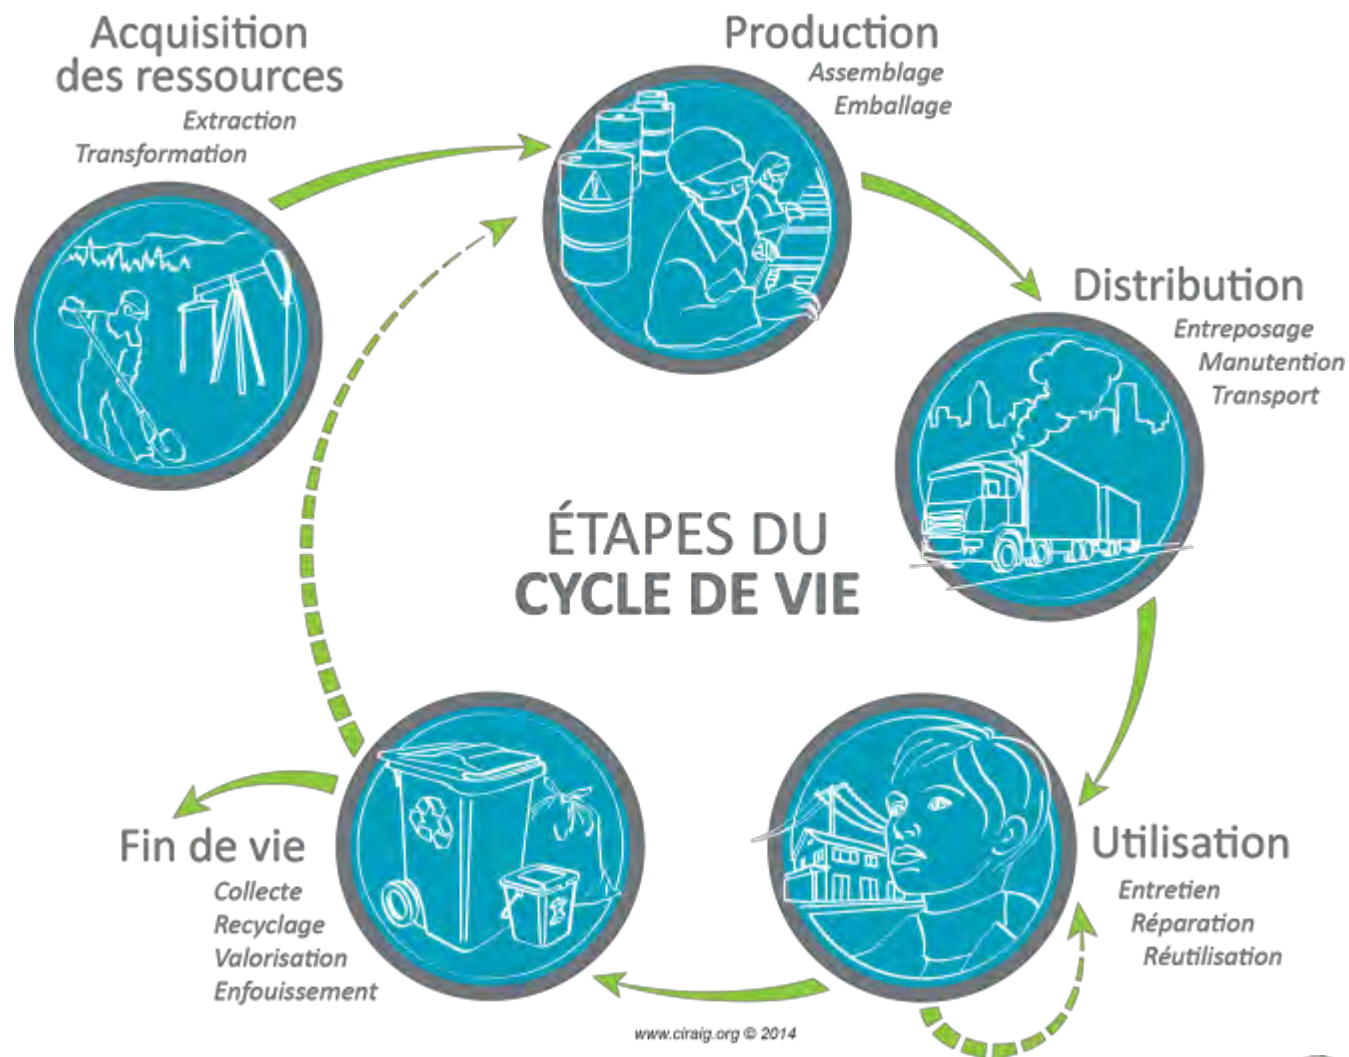 Acquisition
des ressources
Extraction
Transformation
Production
Assemblage
Emballage
Distribution
Entreposage
Manutention
Transport
ÉTAPES DU
CYCLE DE VIE
Utilisation
Entretien
Réparation
Réutilisation
Fin de vie
Collecte
Recyclage
Valorisation
Enfouissement
www.ciraig.org © 2014